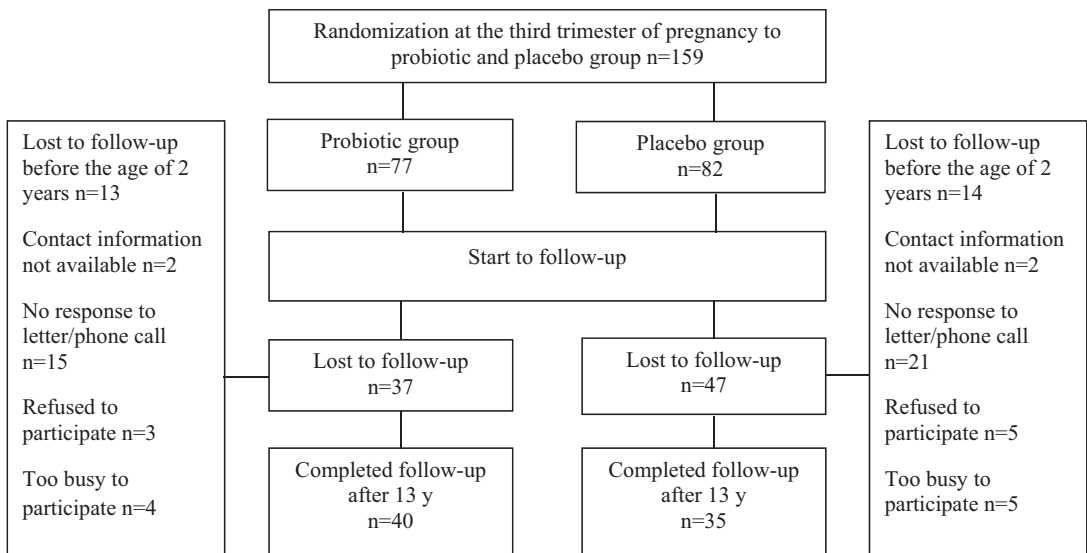 Randomization at the third trimester of pregnancy to
probiotic and placebo group n=159
Probiotic group
n=77
Placebo group
n=82
Start to follow-up
Lost to follow-up
before the age of 2
years n=13
Contact information
not available n=2
No response to
letter/phone call
n=15
Refused to
participate n=3
Too busy to
participate n=4
Lost to follow-up
n=37
Lost to follow-up
n=47
Lost to follow-up
before the age of 2
years n=14
Contact information
not available n=2
No response to
letter/phone call
n=21
Refused to
participate n=5
Too busy to
participate n=5
Completed follow-up
after 13 y
n=40
Completed follow-up
after 13 y
n=35